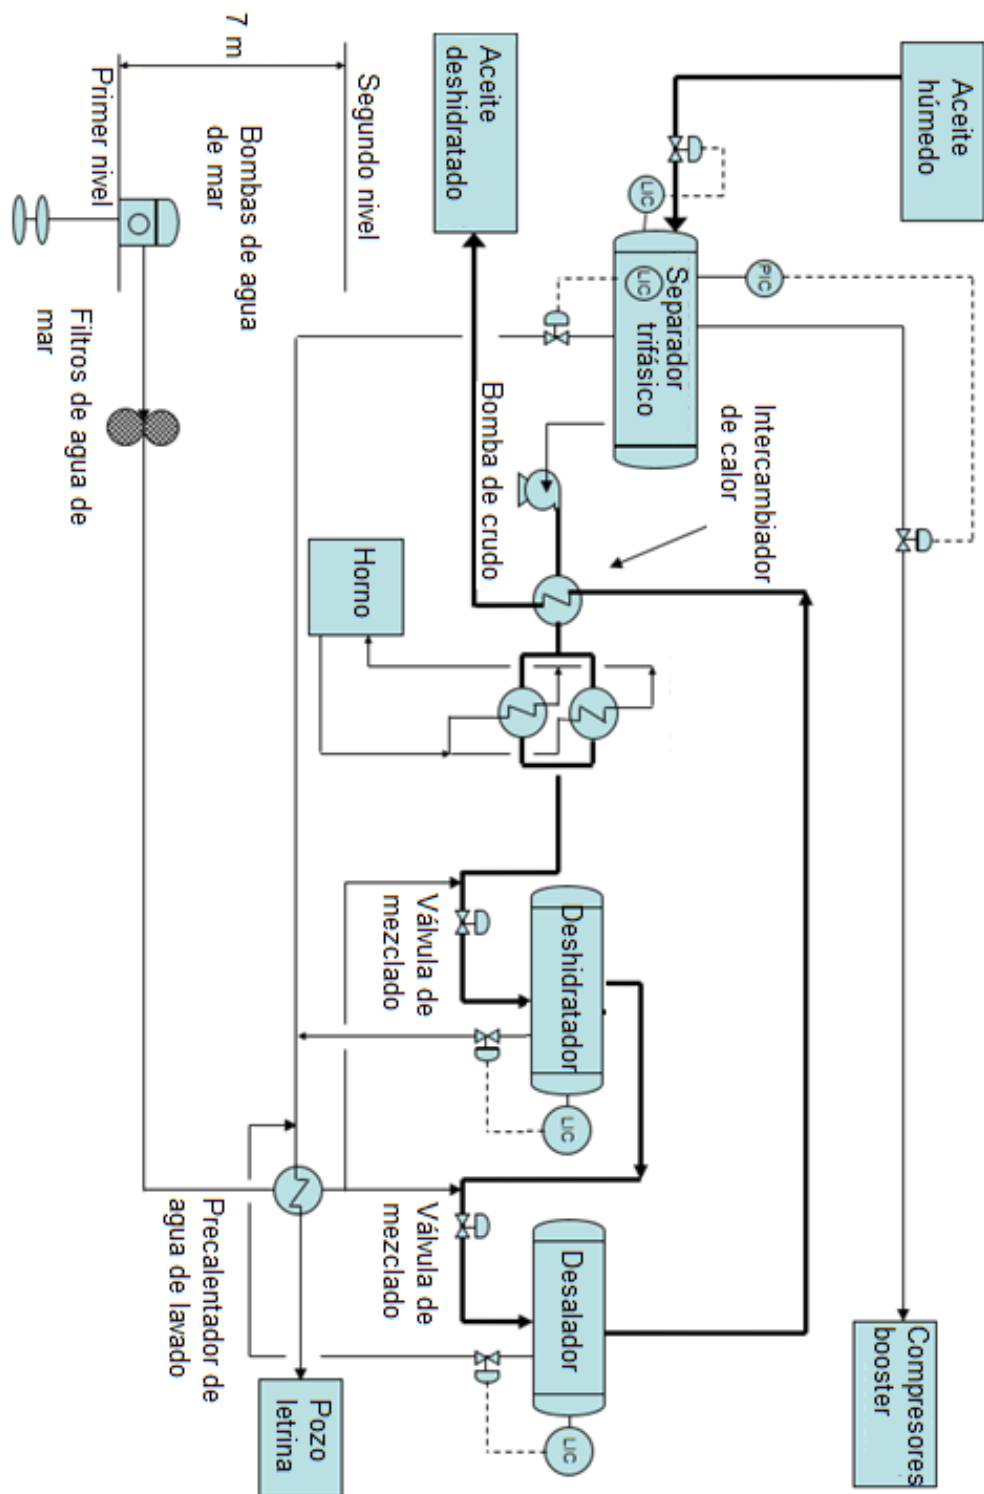 Aceite
húmedo
Aceite
deshidratado
Segundo nivel
7 m
Bombas de agua
de mar
Primer nivel
LIC
PIC
LIC
Separador
trifásico
Intercambiador
de calor
Bomba de crudo
Filtros de agua de
mar
Horno
Deshidratador
LIC
Válvula de
mezclado
Desalador
LIC
Válvula de
mezclado
Precalentador de
agua de lavado
Pozo
letrina
Compresores
booster